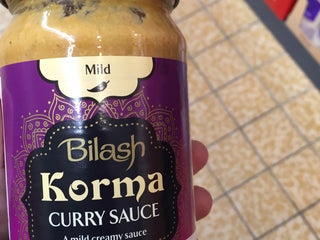 Mild
Bilash
Korma
CURRY SAUCE
A mild creamy sauce